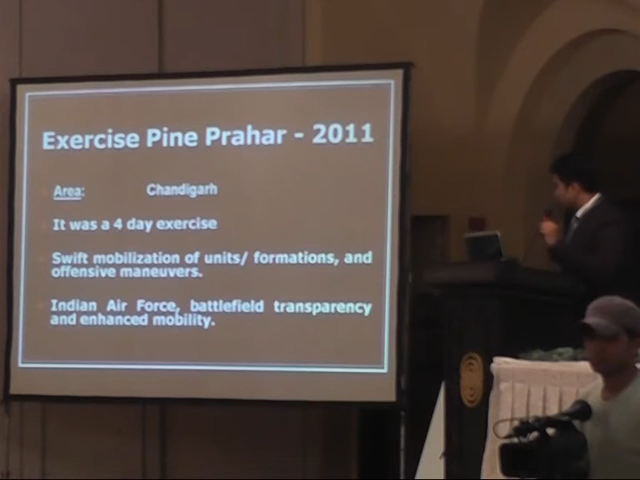 Exercise Pine Prahar - 2011
Area: Chandigarh
It was a 4 day exercise
Swift mobilization of units/ formations, and
offensive maneuvers.
Indian Air Force, battlefield transparency
and enhanced mobility.